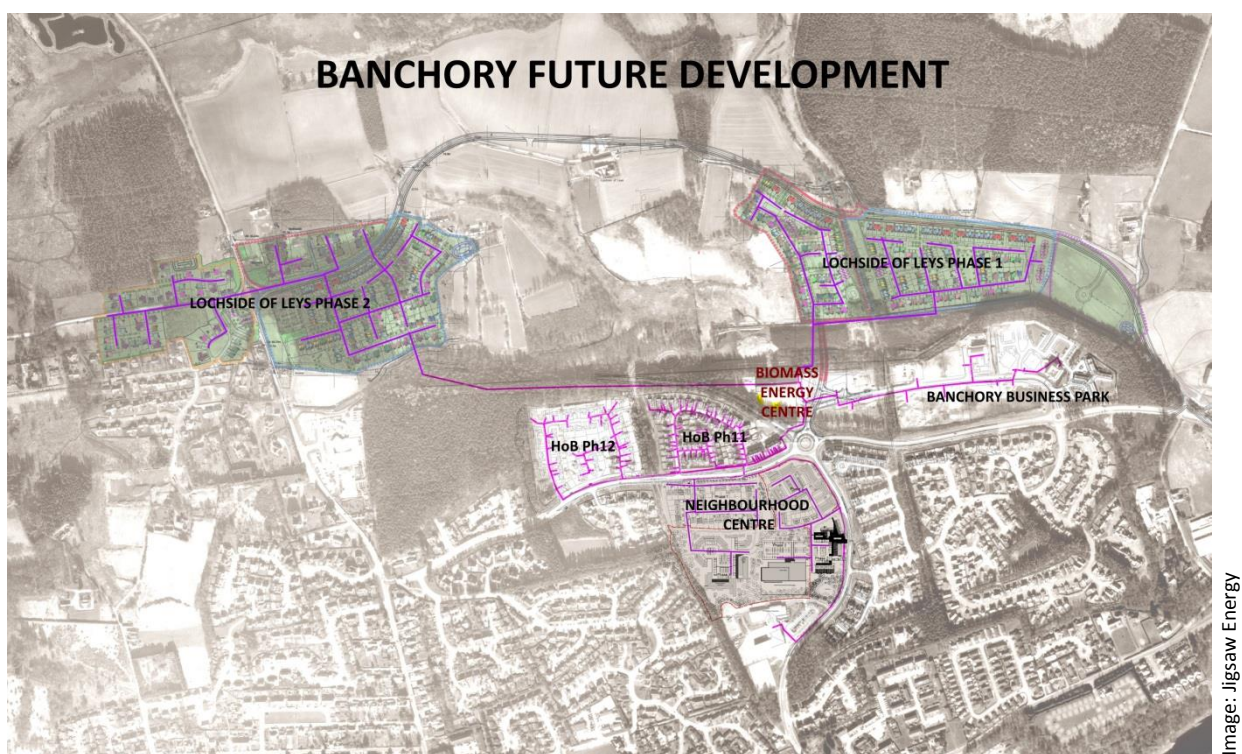 BANCHORY FUTURE DEVELOPMENT
LOCHSIDE OF LEYS PHASE 1
LOCHSIDE OF LEYS PHASE 2
BIOMASS
ENERGY
CENTRE
BANCHORY BUSINESS PARK
HoB Ph12
HoB Ph11
NEIGHBOURHOOD
CENTRE
Image: Jigsaw Energy